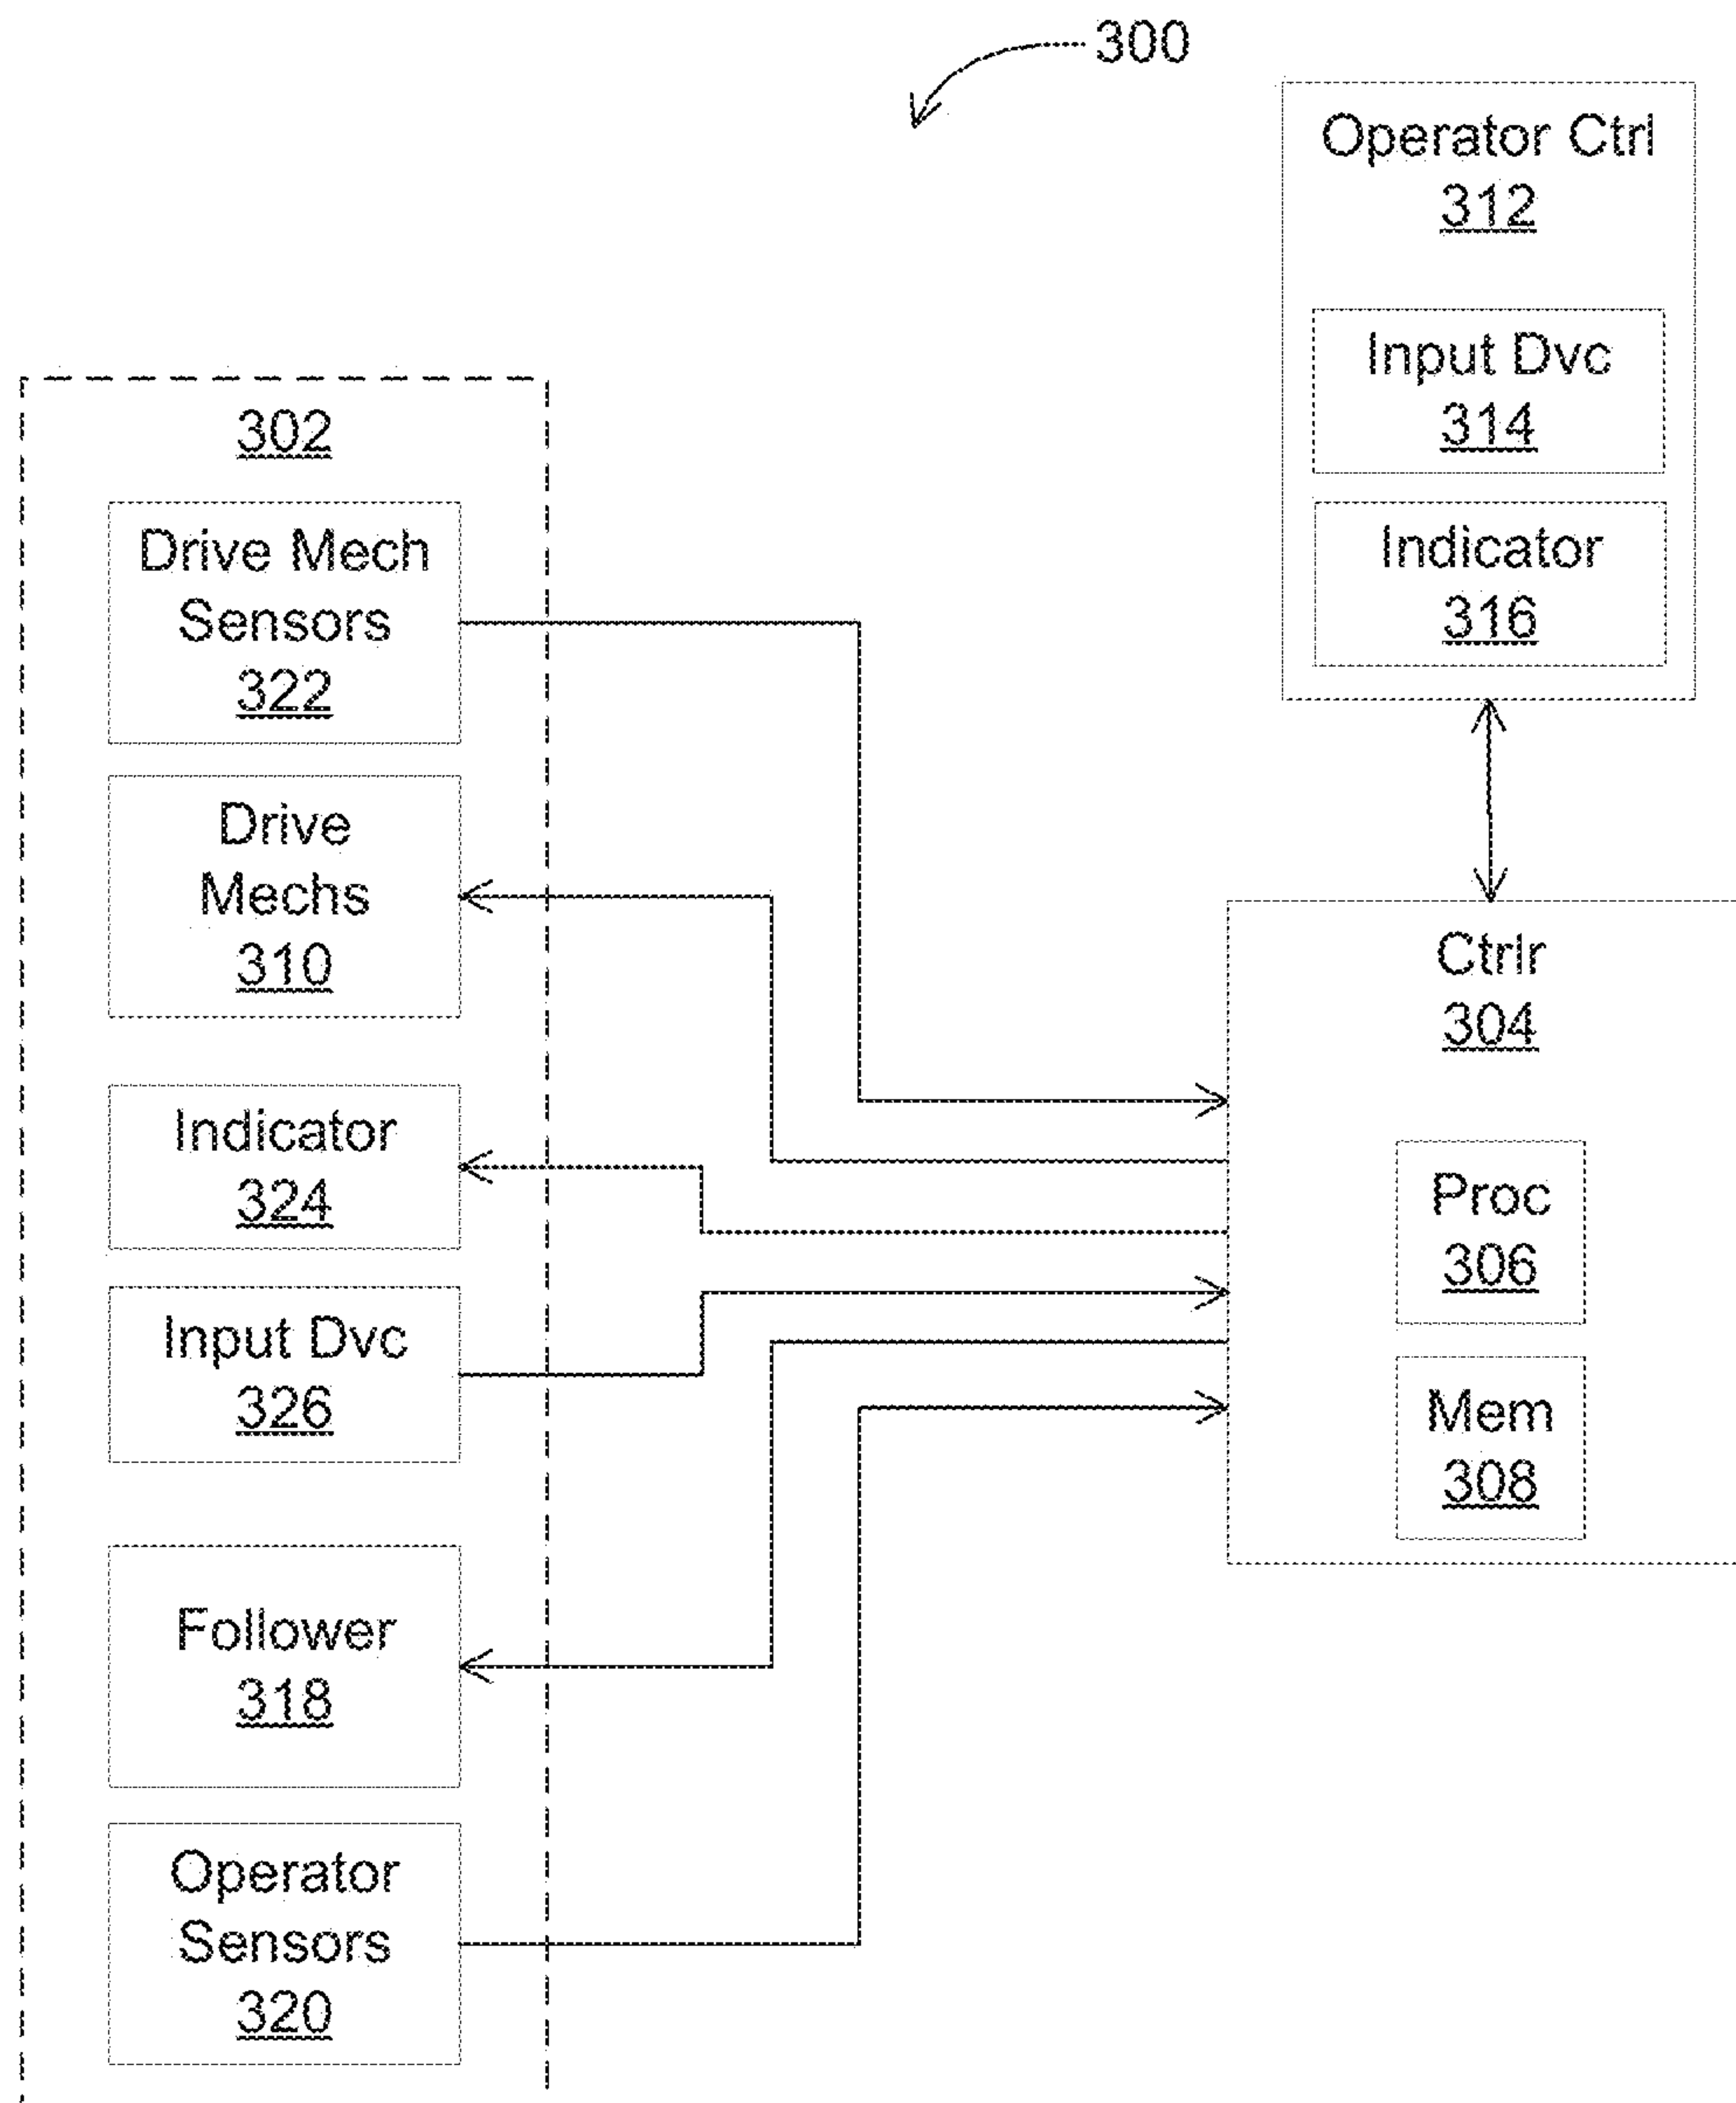 300
Operator Ctrl
312
Input Dvc
314
Indicator
316
302
Drive Mech
Sensors
322
Drive
Mechs
310
Indicator
324
Input Dvc
326
Follower
318
Operator
Sensors
320
Ctrlr
304
Proc
306
Mem
308